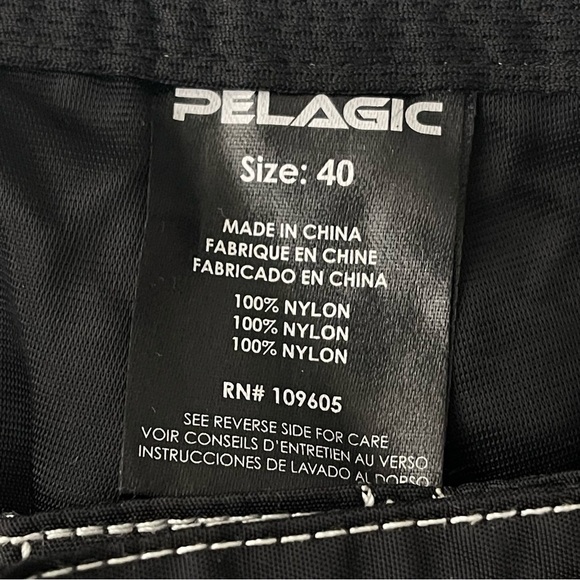 PELAGIC
Size: 40
MADE IN CHINA
FABRIQUE EN CHINE
FABRICADO EN CHINA
100% NYLON
100% NYLON
100% NYLON
RN# 109605
SEE REVERSE SIDE FOR CARE
VOIR CONSEILS D'ENTRETIEN AU VERSO
INSTRUCCIONES DE LAVADO AL DORSO